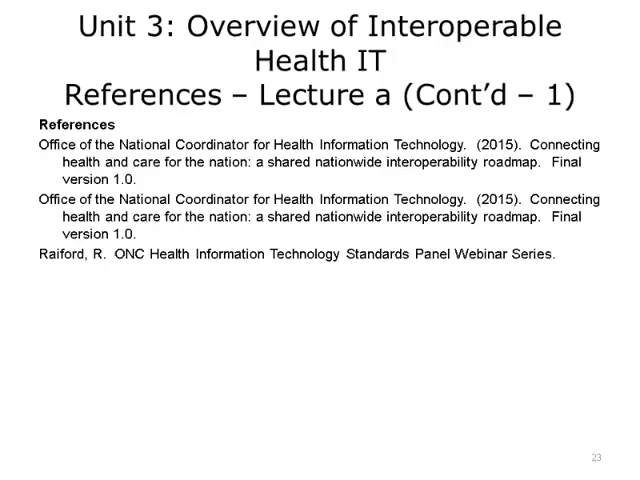 Unit 3: Overview of Interoperable
Health IT
References – Lecture a (Cont’d – 1)
References
Office of the National Coordinator for Health Information Technology. (2015). Connecting
health and care for the nation: a shared nationwide interoperability roadmap. Final
version 1.0.
Office of the National Coordinator for Health Information Technology. (2015). Connecting
health and care for the nation: a shared nationwide interoperability roadmap. Final
version 1.0.
Raiford, R. ONC Health Information Technology Standards Panel Webinar Series.
23